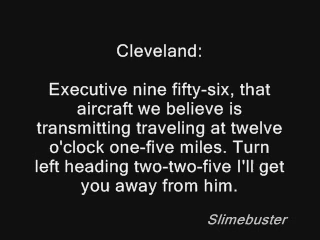 Cleveland:
Executive nine fifty-six, that
aircraft we believe is
transmitting traveling at twelve
o'clock one-five miles. Turn
left heading two-two-five I'll get
you away from him.
Slimebuster